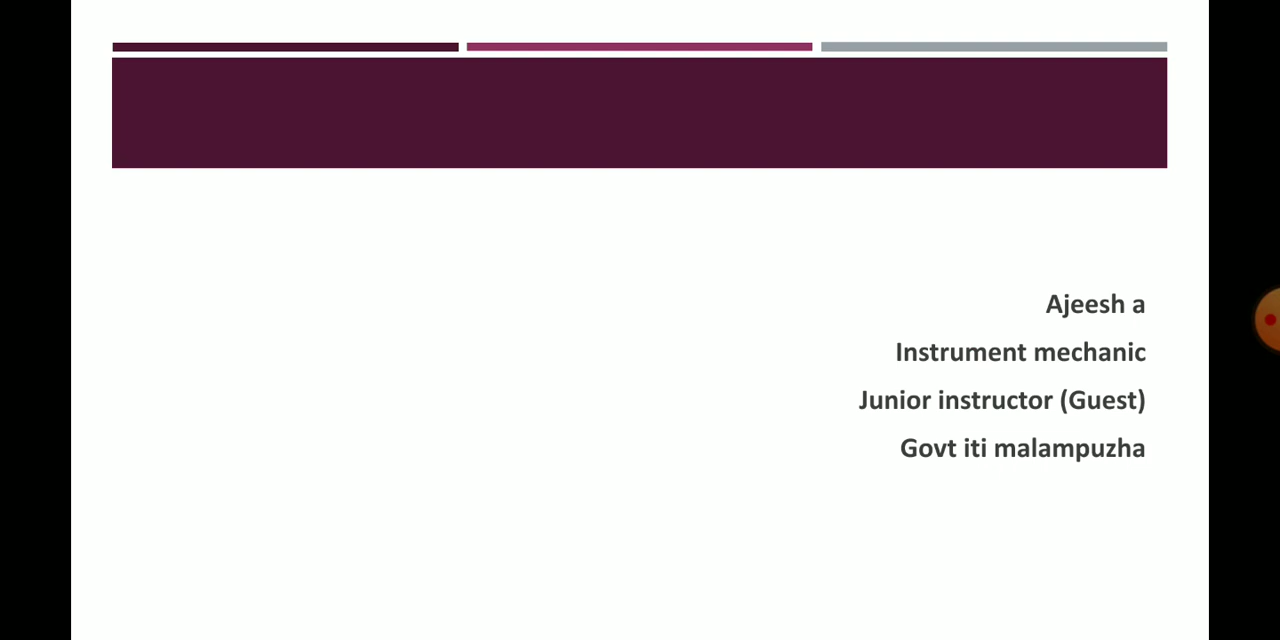 Ajeesh a
Instrument mechanic
Junior instructor (Guest)
Govt iti malampuzha